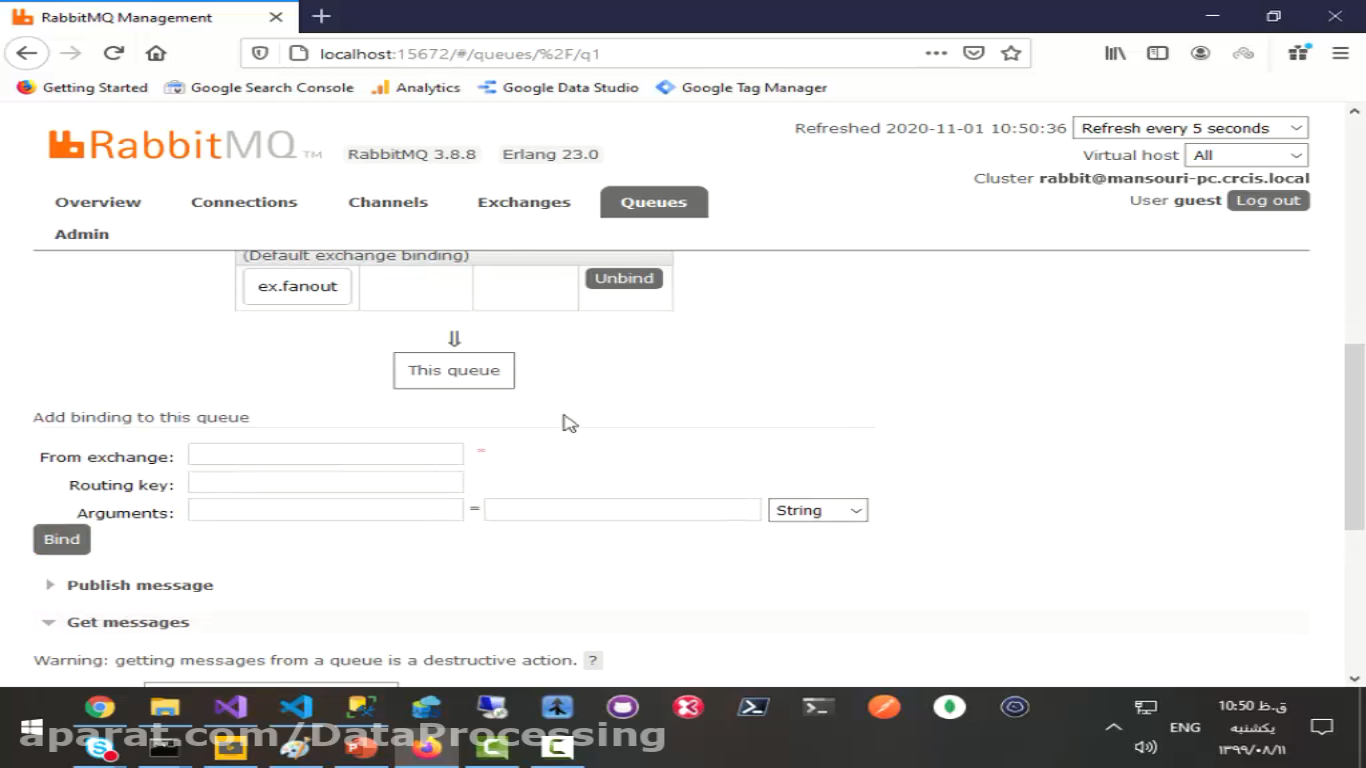 RabbitMQ Management
localhost:15672/#/queues/%2F/q1
Getting Started
Google Search Console
Analytics
Google Data Studio
Google Tag Manager
RabbitMQ TM
RabbitMQ 3.8.8
Erlang 23.0
Refreshed 2020-11-01 10:50:36
Refresh every 5 seconds
Virtual host All
Cluster rabbit@mansouri-pc.crcis.local
User guest Log out
Overview
Connections
Channels
Exchanges
Queues
Admin
(Default exchange binding)
ex.fanout
Unbind
⇓
This queue
Add binding to this queue
From exchange: *
Routing key:
Arguments: = String
Bind
Publish message
Get messages
Warning: getting messages from a queue is a destructive action. ?
ENG
10:50 ق.ظ
یکشنبه
۱۳۹۹/۰۸/۱۱
aparat.com/DataProcessing